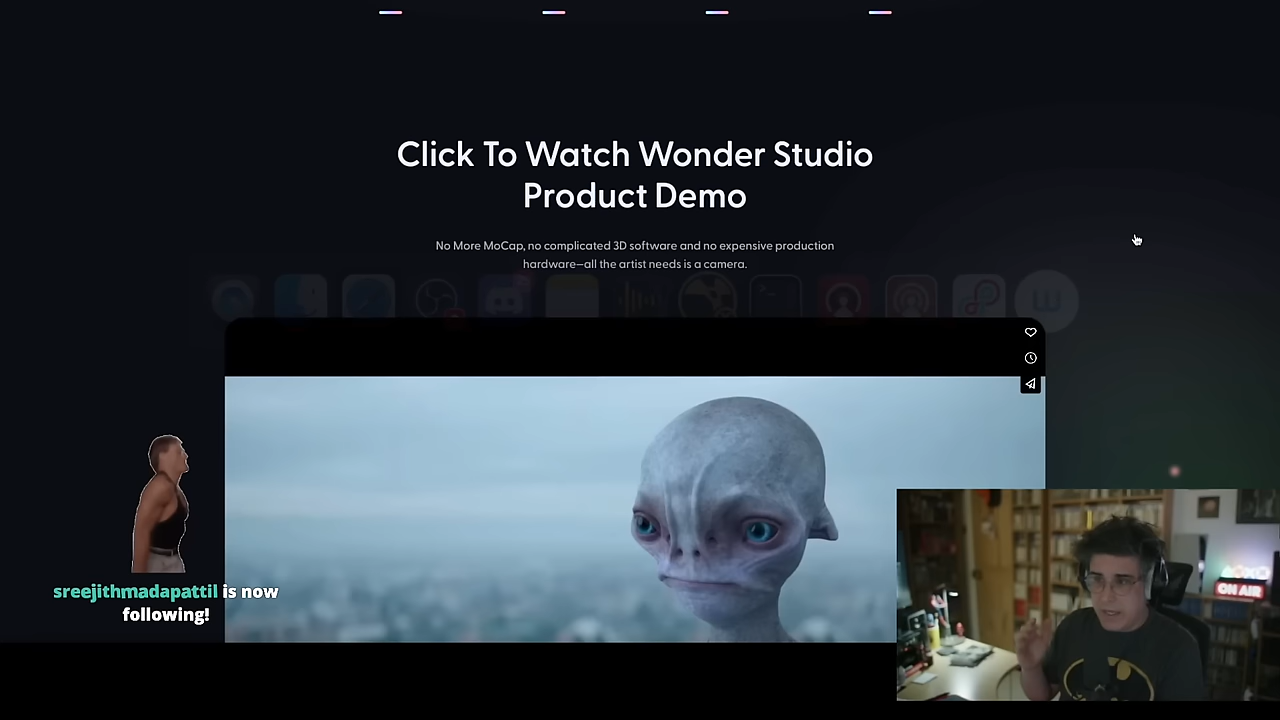 Click To Watch Wonder Studio
Product Demo
No More MoCap, no complicated 3D software and no expensive production
hardware—all the artist needs is a camera.
sreejithmadapattil is now
following!
ON AIR